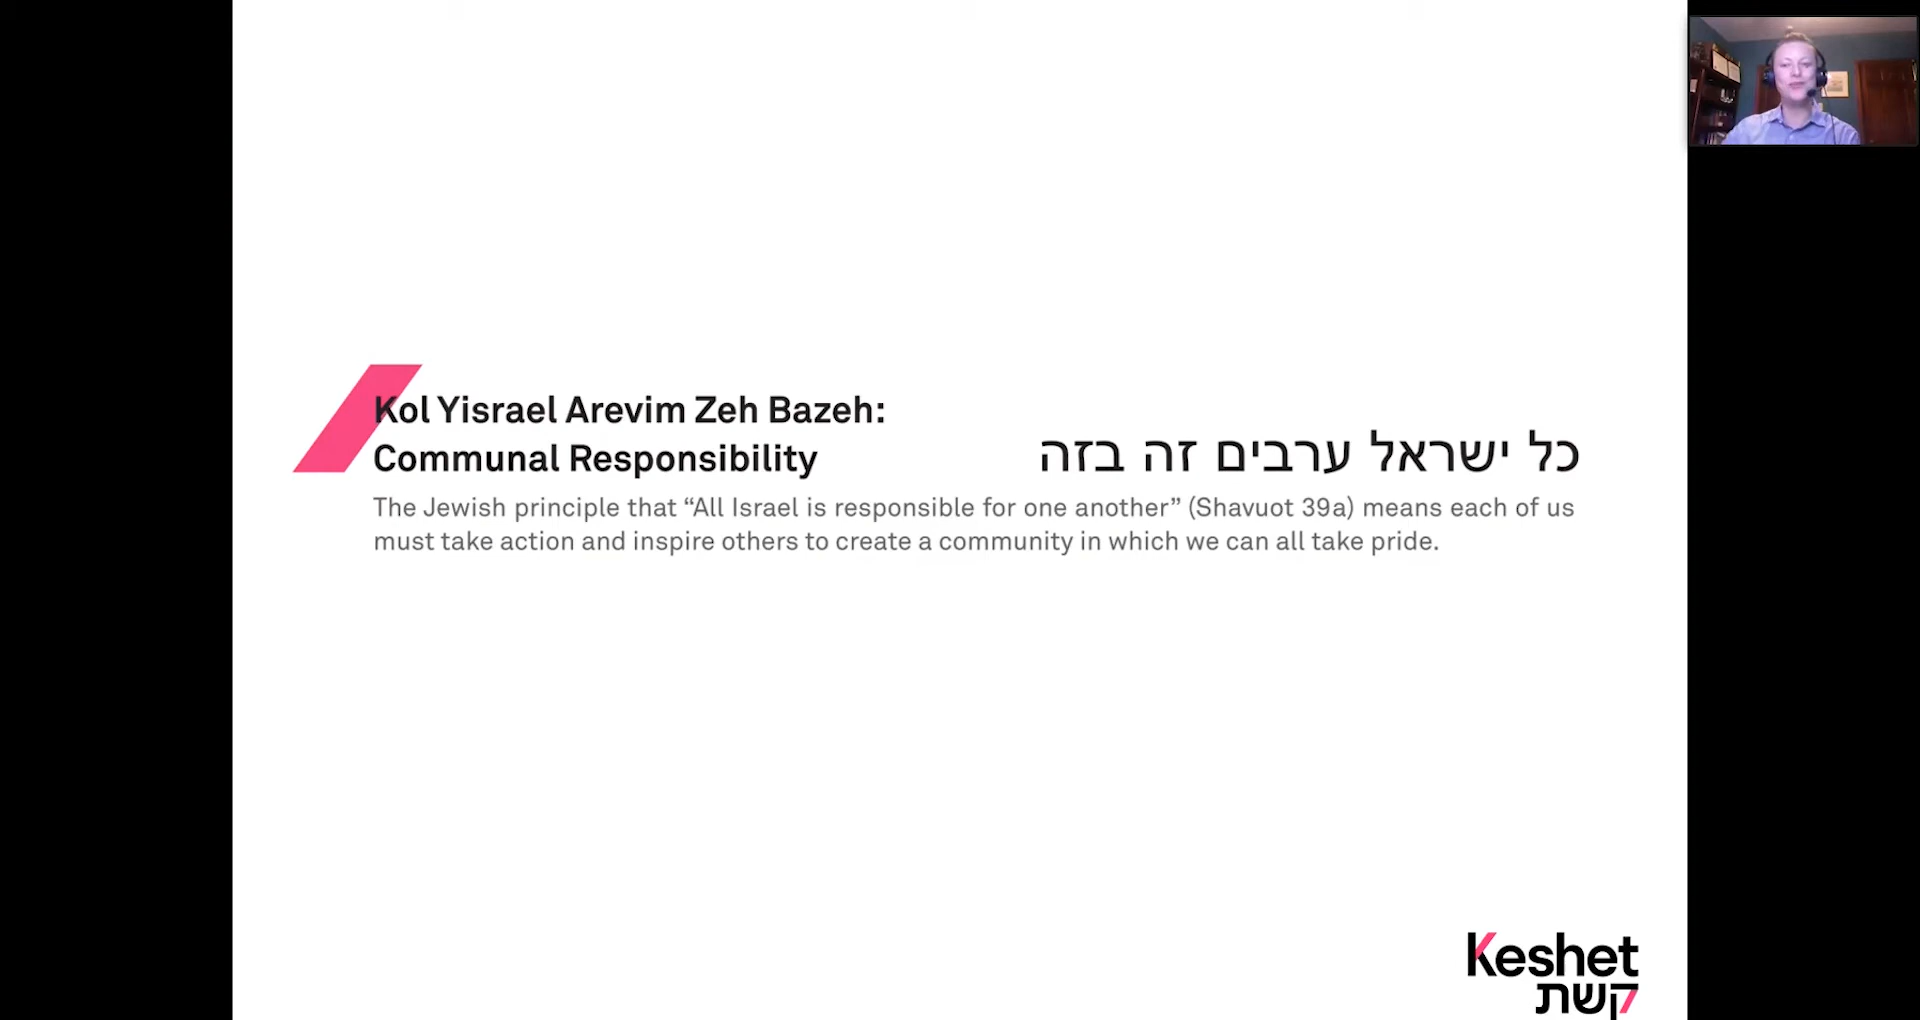 Kol Yisrael Arevim Zeh Bazeh:
Communal Responsibility
כל ישראל ערבים זה בזה
The Jewish principle that “All Israel is responsible for one another” (Shavuot 39a) means each of us
must take action and inspire others to create a community in which we can all take pride.
Keshet
קשת